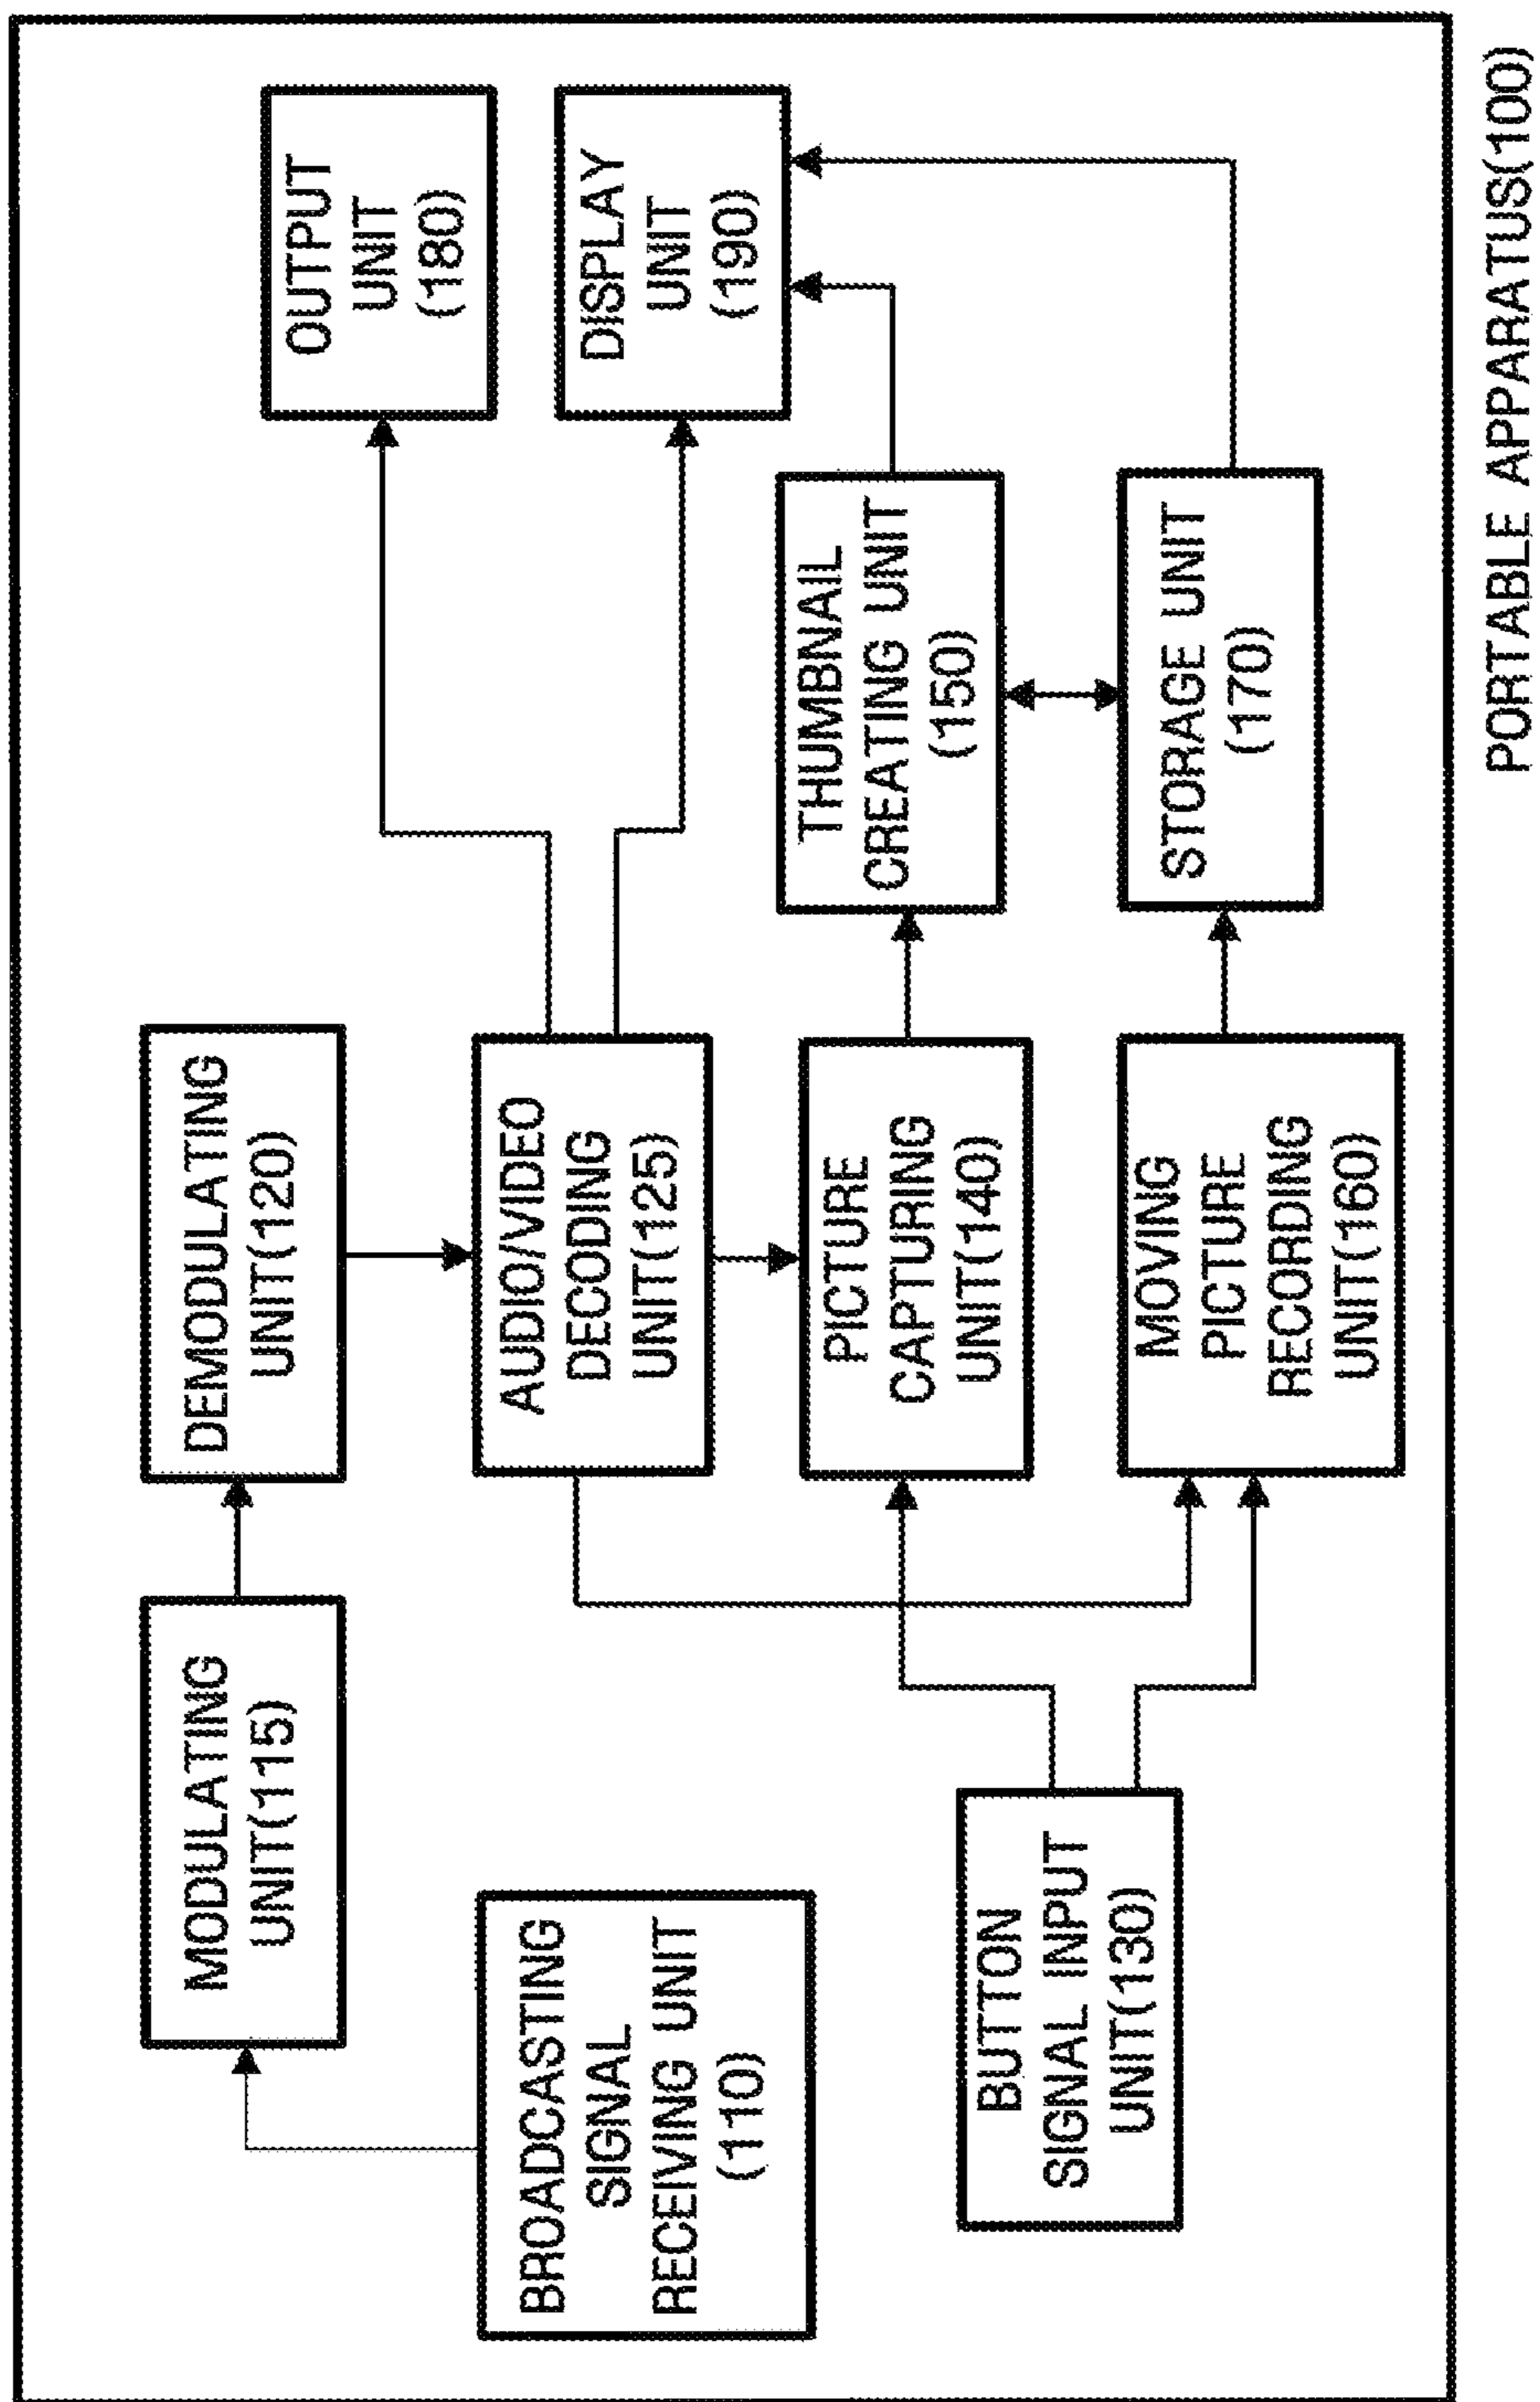 MODULATING
UNIT(115)
DEMODULATING
UNIT(120)
OUTPUT
UNIT
(180)
BROADCASTING
SIGNAL
RECEIVING UNIT
(110)
AUDIO/VIDEO
DECODING
UNIT(125)
DISPLAY
UNIT
(190)
PICTURE
CAPTURING
UNIT(140)
THUMBNAIL
CREATING UNIT
(150)
BUTTON
SIGNAL INPUT
UNIT(130)
MOVING
PICTURE
RECORDING
UNIT(160)
STORAGE UNIT
(170)
PORTABLE APPARATUS(100)